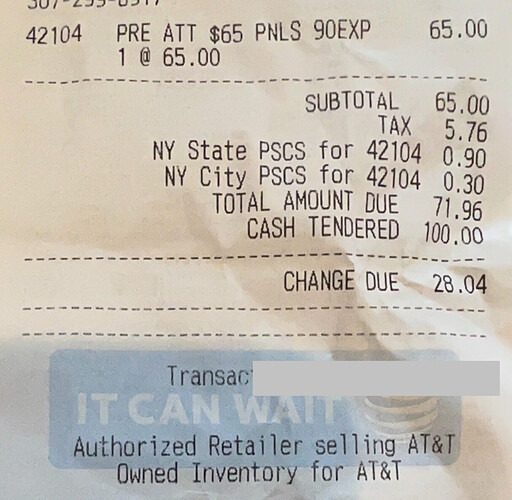 42104 PRE ATT $65 PNLS 90EXP 65.00
1 @ 65.00
SUBTOTAL 65.00
TAX 5.76
NY State PSCS for 42104 0.90
NY City PSCS for 42104 0.30
TOTAL AMOUNT DUE 71.96
CASH TENDERED 100.00
CHANGE DUE 28.04
Transac
IT CAN WAIT
Authorized Retailer selling AT&T
Owned Inventory for AT&T